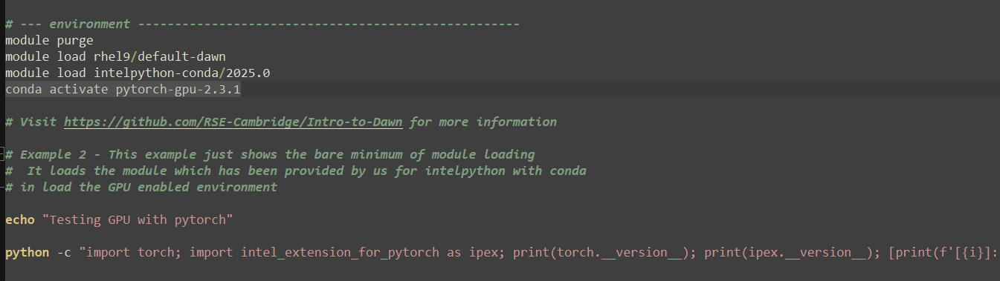 # --- environment ----------------------------------------------------
module purge
module load rhel9/default-dawn
module load intelpython-conda/2025.0
conda activate pytorch-gpu-2.3.1
# Visit https://github.com/RSE-Cambridge/Intro-to-Dawn for more information
# Example 2 - This example just shows the bare minimum of module loading
#  It loads the module which has been provided by us for intelpython with conda
# in load the GPU enabled environment
echo "Testing GPU with pytorch"
python -c "import torch; import intel_extension_for_pytorch as ipex; print(torch.__version__); print(ipex.__version__); [print(f'[{i}]: